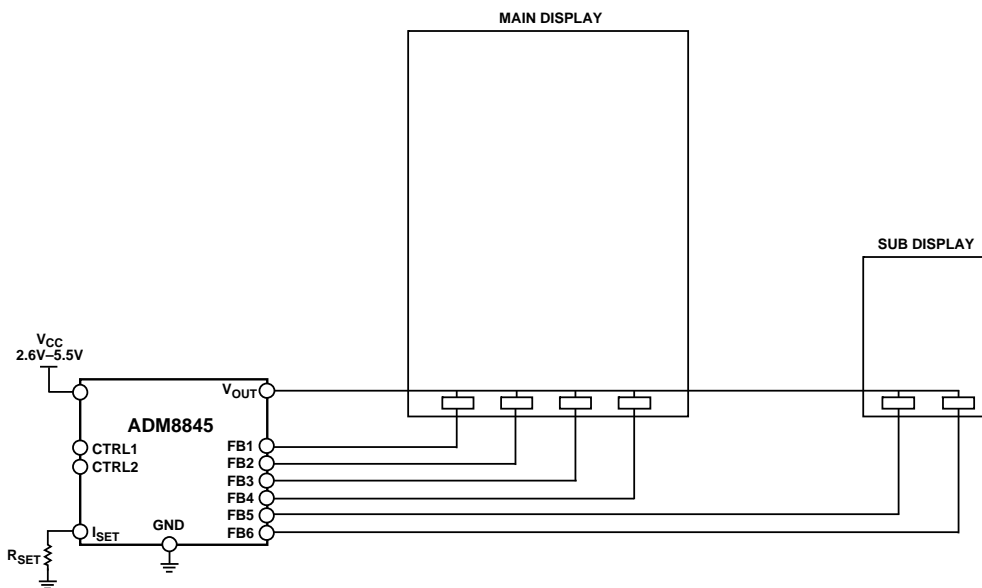 MAIN DISPLAY
SUB DISPLAY
VCC
2.6V–5.5V
VOUT
ADM8845
CTRL1
CTRL2
FB1
FB2
FB3
FB4
FB5
FB6
ISET
GND
RSET